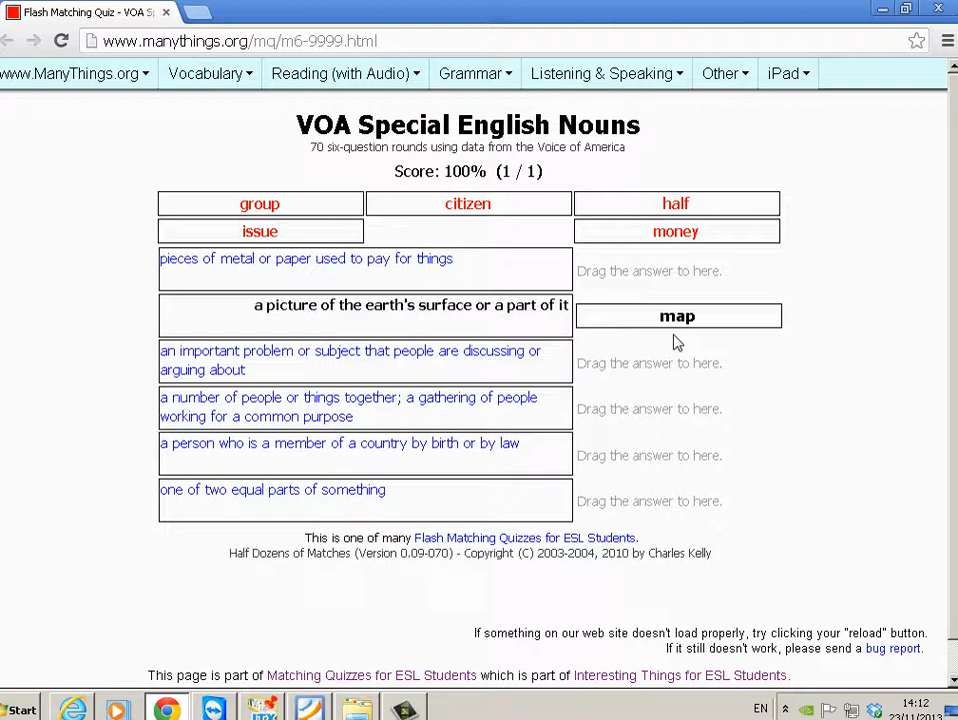 Flash Matching Quiz - VOA S
www.manythings.org/mq/m6-9999.html
www.ManyThings.org Vocabulary Reading (with Audio) Grammar Listening & Speaking Other iPad
VOA Special English Nouns
70 six-question rounds using data from the Voice of America
Score: 100% (1 / 1)
group citizen half
issue money
pieces of metal or paper used to pay for things Drag the answer to here.
a picture of the earth's surface or a part of it map
an important problem or subject that people are discussing or
arguing about Drag the answer to here.
a number of people or things together; a gathering of people
working for a common purpose Drag the answer to here.
a person who is a member of a country by birth or by law Drag the answer to here.
one of two equal parts of something Drag the answer to here.
This is one of many Flash Matching Quizzes for ESL Students.
Half Dozens of Matches (Version 0.09-070) - Copyright (C) 2003-2004, 2010 by Charles Kelly
If something on our web site doesn't load properly, try clicking your "reload" button.
If it still doesn't work, please send a bug report.
This page is part of Matching Quizzes for ESL Students which is part of Interesting Things for ESL Students.
Start EN 14:12
23/11/2013